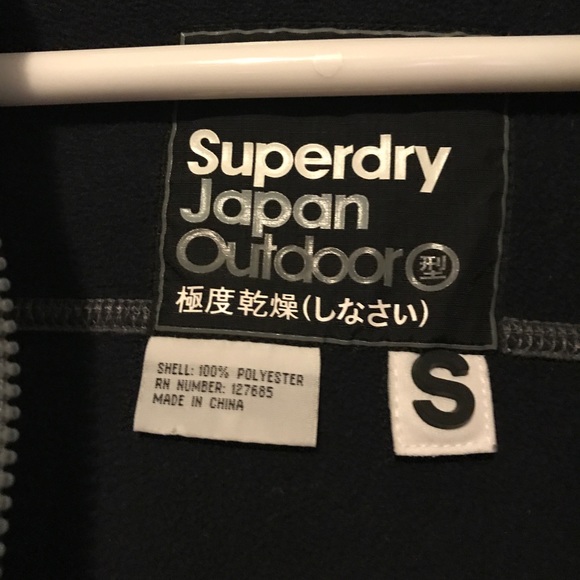 Superdry
Japan
Outdoor 型
極度乾燥(しなさい)
SHELL: 100% POLYESTER
RN NUMBER: 127685
MADE IN CHINA
S